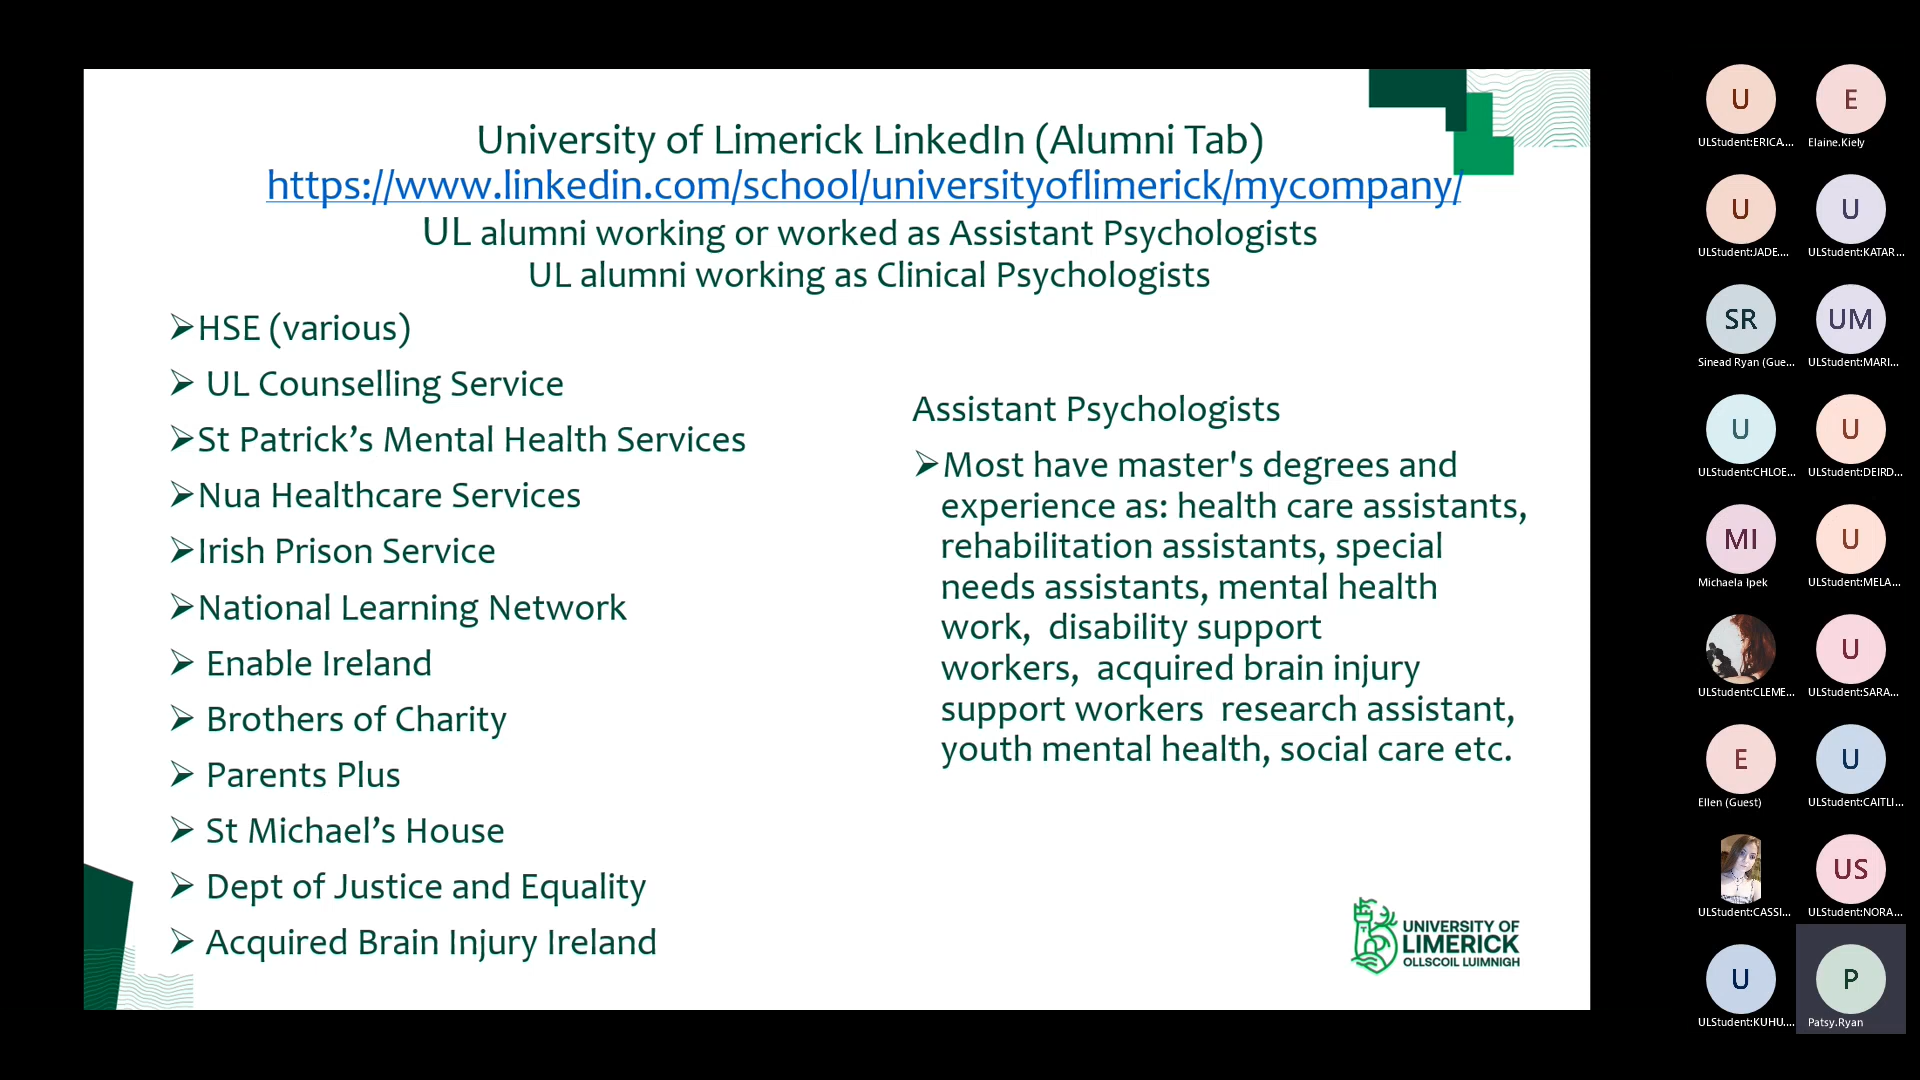 University of Limerick LinkedIn (Alumni Tab)
https://www.linkedin.com/school/universityoflimerick/mycompany/
UL alumni working or worked as Assistant Psychologists
UL alumni working as Clinical Psychologists
➢HSE (various)
➢ UL Counselling Service
➢St Patrick’s Mental Health Services
➢Nua Healthcare Services
➢Irish Prison Service
➢National Learning Network
➢ Enable Ireland
➢ Brothers of Charity
➢ Parents Plus
➢ St Michael’s House
➢ Dept of Justice and Equality
➢ Acquired Brain Injury Ireland
Assistant Psychologists
➢Most have master's degrees and
experience as: health care assistants,
rehabilitation assistants, special
needs assistants, mental health
work,  disability support
workers,  acquired brain injury
support workers  research assistant,
youth mental health, social care etc.
UNIVERSITY OF
LIMERICK
OLLSCOIL LUIMNIGH
U
ULStudent:ERICA....
E
Elaine.Kiely
U
ULStudent:JADE....
U
ULStudent:KATAR...
SR
Sinead Ryan (Gue...
UM
ULStudent:MARI...
U
ULStudent:CHLOE...
U
ULStudent:DEIRD...
MI
Michaela Ipek
U
ULStudent:MELA...
ULStudent:CLEME...
U
ULStudent:SARA...
E
Ellen (Guest)
U
ULStudent:CAITLI...
ULStudent:CASSI...
US
ULStudent:NORA...
U
ULStudent:KUHU....
P
Patsy.Ryan